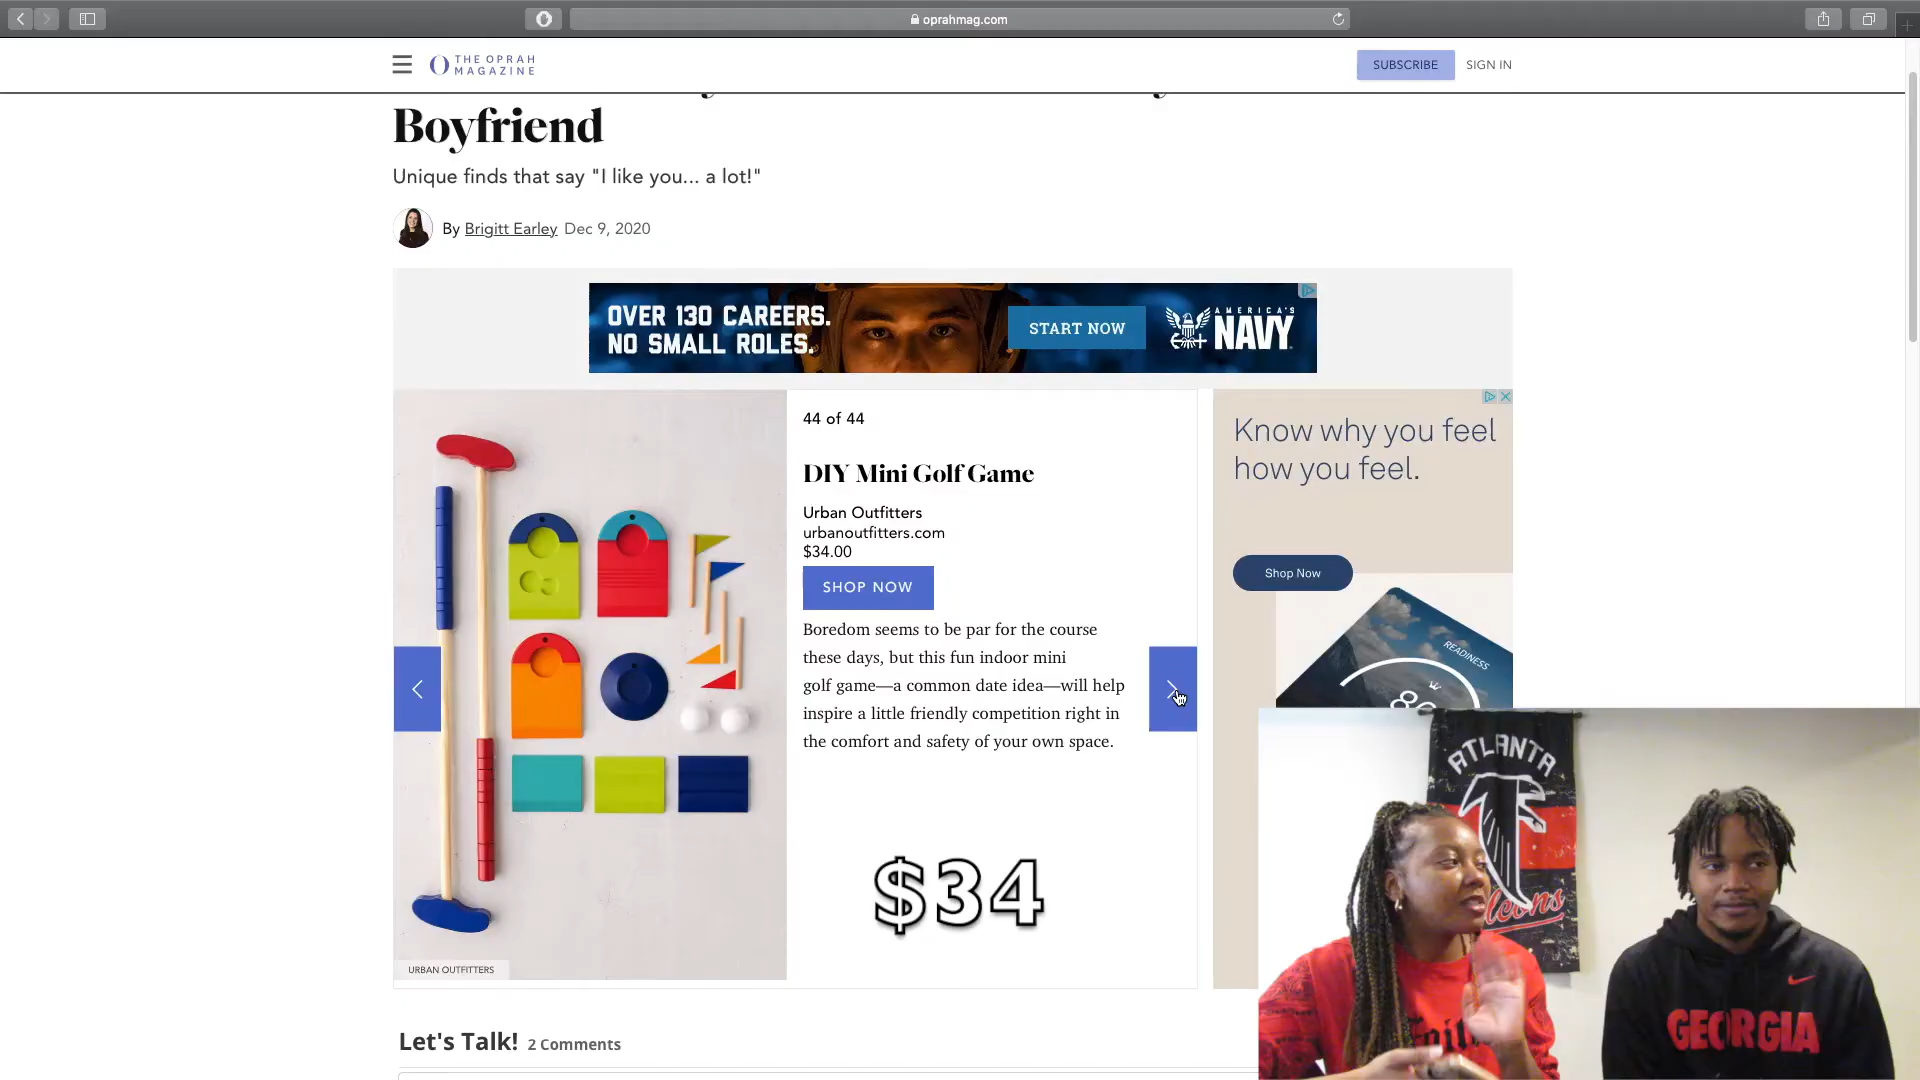 oprahmag.com
THE OPRAH
MAGAZINE
SUBSCRIBE
SIGN IN
Boyfriend
Unique finds that say "I like you... a lot!"
By Brigitt Earley Dec 9, 2020
OVER 130 CAREERS.
NO SMALL ROLES.
START NOW
AMERICA'S
NAVY
44 of 44
DIY Mini Golf Game
Urban Outfitters
urbanoutfitters.com
$34.00
SHOP NOW
Boredom seems to be par for the course
these days, but this fun indoor mini
golf game—a common date idea—will help
inspire a little friendly competition right in
the comfort and safety of your own space.
$34
URBAN OUTFITTERS
Know why you feel
how you feel.
Shop Now
READINESS
ATLANTA
GEORGIA
Let's Talk! 2 Comments